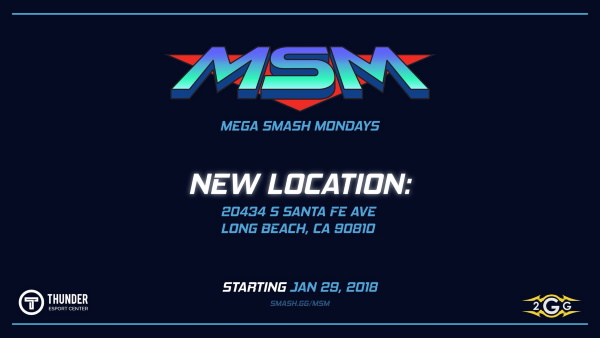 MSM
MEGA SMASH MONDAYS
NEW LOCATION:
20434 S SANTA FE AVE
LONG BEACH, CA 90810
STARTING JAN 29, 2018
SMASH.GG/MSM
T THUNDER
ESPORT CENTER
2GG